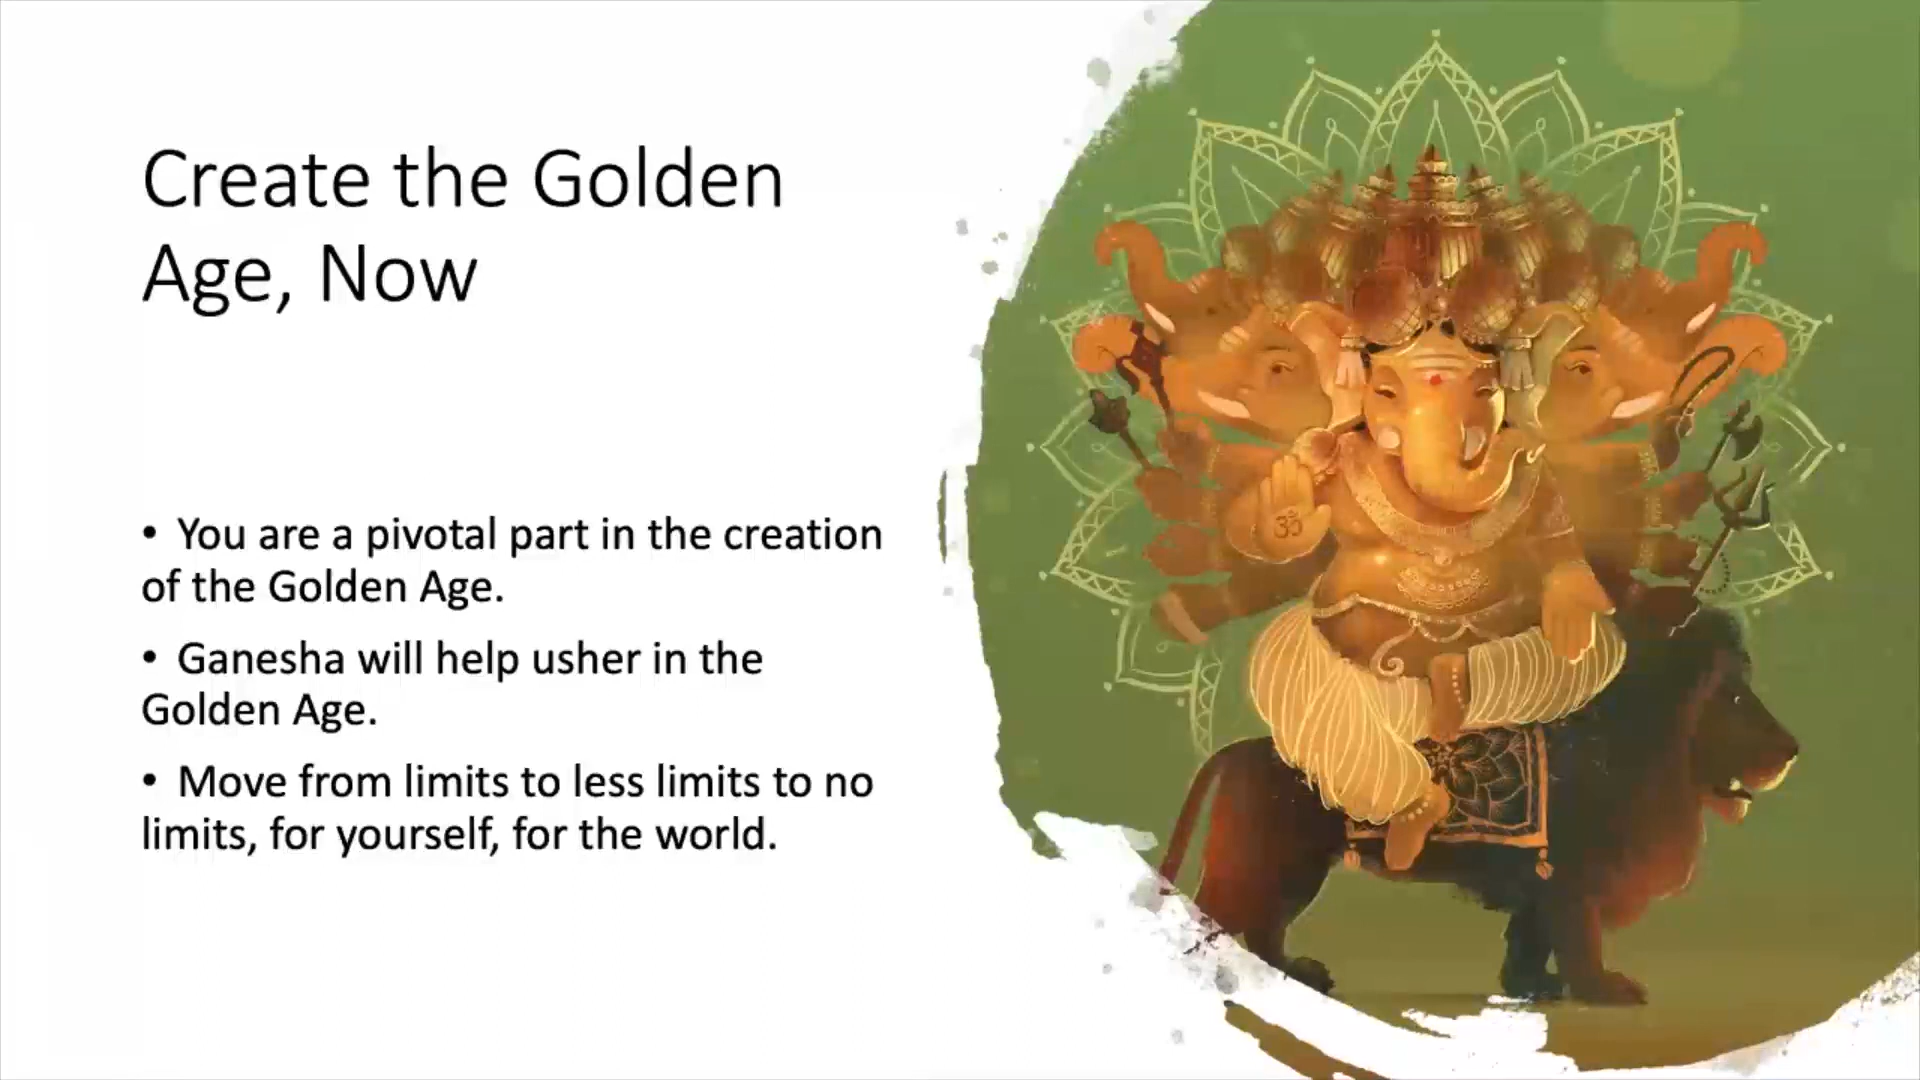 Create the Golden
Age, Now
• You are a pivotal part in the creation
of the Golden Age.
• Ganesha will help usher in the
Golden Age.
• Move from limits to less limits to no
limits, for yourself, for the world.
ॐ